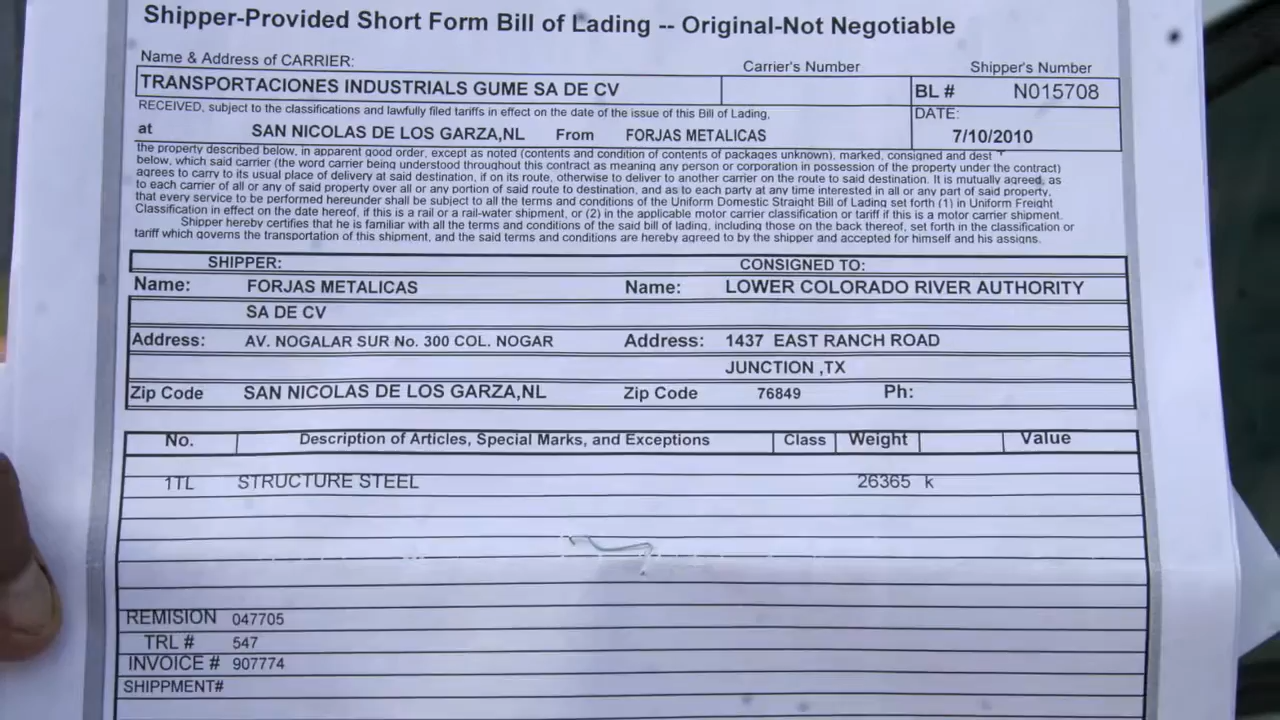 Shipper-Provided Short Form Bill of Lading -- Original-Not Negotiable
Name & Address of CARRIER: Carrier's Number Shipper's Number
TRANSPORTACIONES INDUSTRIALS GUME SA DE CV BL # N015708
RECEIVED, subject to the classifications and lawfully filed tariffs in effect on the date of the issue of this Bill of Lading, DATE:
at SAN NICOLAS DE LOS GARZA,NL From FORJAS METALICAS 7/10/2010
the property described below, in apparent good order, except as noted (contents and condition of contents of packages unknown), marked, consigned and dest
below, which said carrier (the word carrier being understood throughout this contract as meaning any person or corporation in possession of the property under the contract)
agrees to carry to its usual place of delivery at said destination, if on its route, otherwise to deliver to another carrier on the route to said destination. It is mutually agreed, as
to each carrier of all or any of said property over all or any portion of said route to destination, and as to each party at any time interested in all or any part of said property,
that every service to be performed hereunder shall be subject to all the terms and conditions of the Uniform Domestic Straight Bill of Lading set forth (1) in Uniform Freight
Classification in effect on the date hereof, if this is a rail or a rail-water shipment, or (2) in the applicable motor carrier classification or tariff if this is a motor carrier shipment.
Shipper hereby certifies that he is familiar with all the terms and conditions of the said bill of lading, including those on the back thereof, set forth in the classification or
tariff which governs the transportation of this shipment, and the said terms and conditions are hereby agreed to by the shipper and accepted for himself and his assigns.
SHIPPER: CONSIGNED TO:
Name: FORJAS METALICAS Name: LOWER COLORADO RIVER AUTHORITY
SA DE CV
Address: AV. NOGALAR SUR No. 300 COL. NOGAR Address: 1437 EAST RANCH ROAD
JUNCTION ,TX
Zip Code SAN NICOLAS DE LOS GARZA,NL Zip Code 76849 Ph:
No. Description of Articles, Special Marks, and Exceptions Class Weight Value
1TL STRUCTURE STEEL 26365 k
REMISION 047705
TRL # 547
INVOICE # 907774
SHIPPMENT#